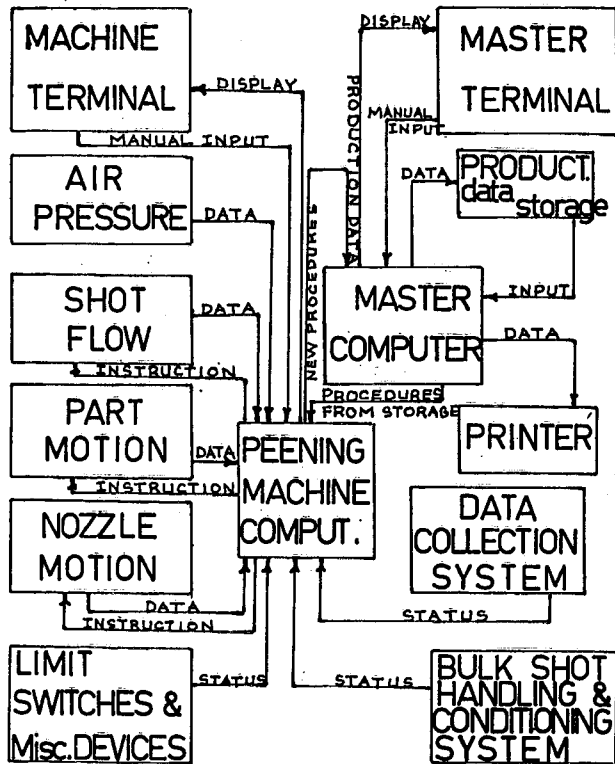 MACHINE
TERMINAL
DISPLAY
MANUAL INPUT
AIR
PRESSURE
DATA
SHOT
FLOW
DATA
INSTRUCTION
PART
MOTION
DATA
INSTRUCTION
NOZZLE
MOTION
DATA
INSTRUCTION
LIMIT
SWITCHES &
Misc. DEVICES
STATUS
PEENING
MACHINE
COMPUT.
NEW PROCEDURES
PRODUCTION DATA
DISPLAY
MANUAL
INPUT
MASTER
TERMINAL
DATA
PRODUCT.
data
storage
INPUT
MASTER
COMPUTER
DATA
PROCEDURES
FROM STORAGE
PRINTER
DATA
COLLECTION
SYSTEM
STATUS
STATUS
BULK SHOT
HANDLING &
CONDITIONING
SYSTEM